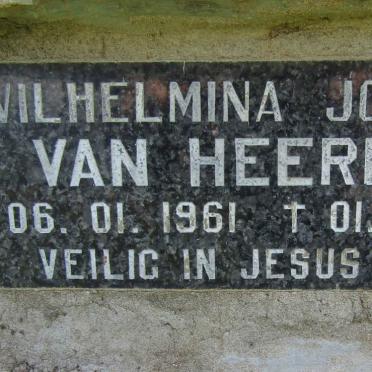 WILHELMINA JO
VAN HEER
06. 01. 1961 † 01.
VEILIG IN JESUS